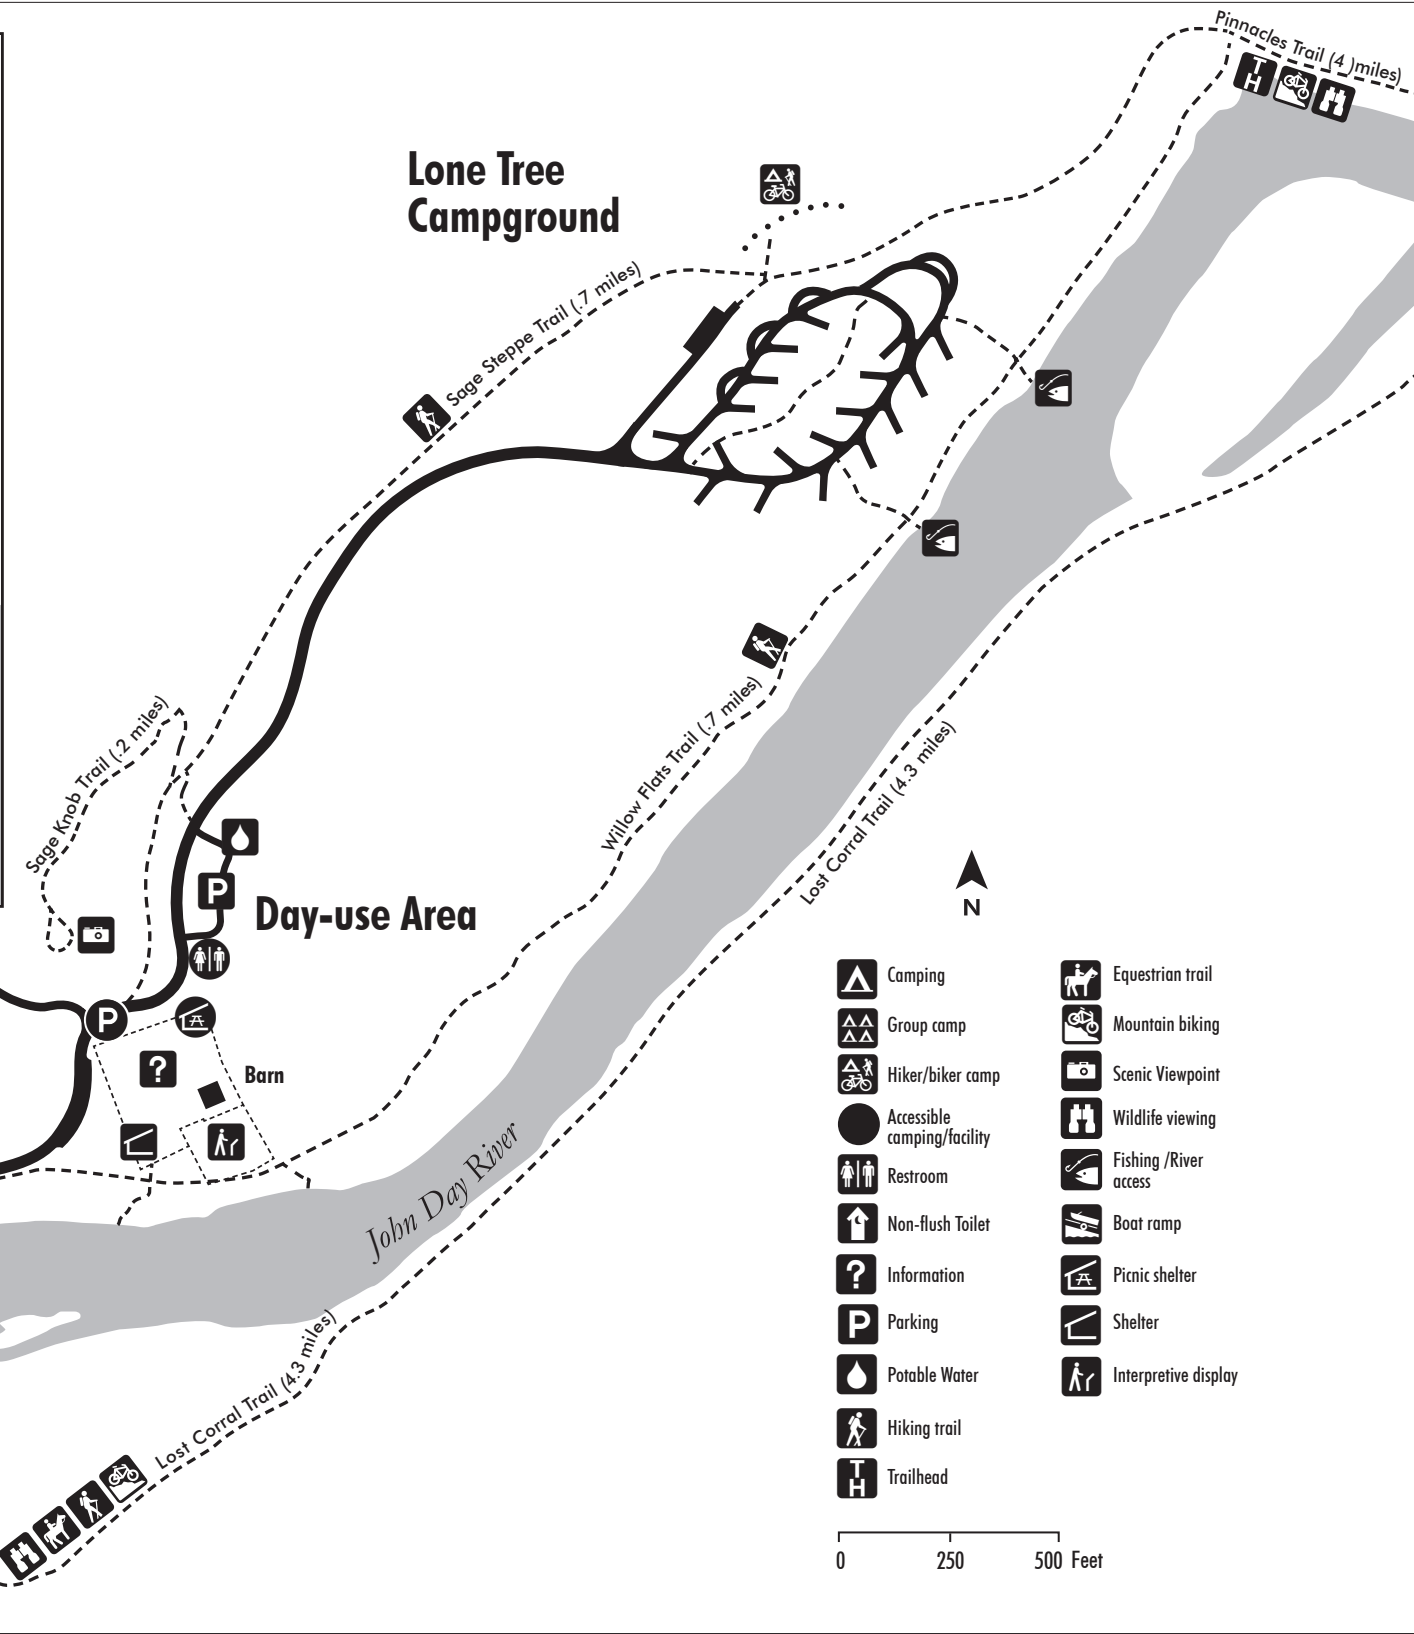 Pinnacles Trail (4 )miles)
T
H
Lone Tree
Campground
Sage Steppe Trail (.7 miles)
Sage Knob Trail (.2 miles)
Willow Flats Trail (.7 miles)
Lost Corral Trail (4.3 miles)
P
Day-use Area
N
P
?
Barn
John Day River
Lost Corral Trail (4.3 miles)
Camping
Group camp
Hiker/biker camp
Accessible
camping/facility
Restroom
Non-flush Toilet
? Information
P Parking
Potable Water
Hiking trail
T
H
Trailhead
Equestrian trail
Mountain biking
Scenic Viewpoint
Wildlife viewing
Fishing /River
access
Boat ramp
Picnic shelter
Shelter
Interpretive display
0 250 500 Feet